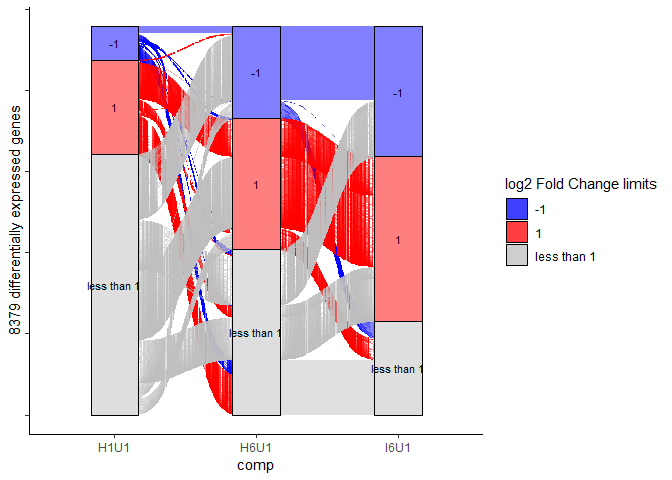 8379 differentially expressed genes
-1
1
less than 1
-1
1
less than 1
-1
1
less than 1
H1U1
H6U1
I6U1
comp
log2 Fold Change limits
-1
1
less than 1